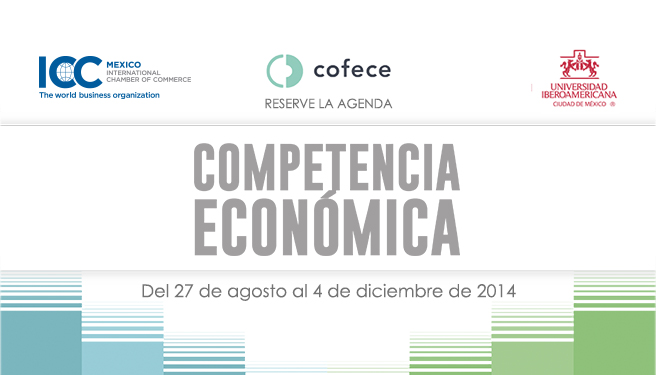 ICC MEXICO
INTERNATIONAL
CHAMBER OF COMMERCE
The world business organization
cofece
RESERVE LA AGENDA
UNIVERSIDAD
IBEROAMERICANA
CIUDAD DE MÉXICO ®
COMPETENCIA
ECONÓMICA
Del 27 de agosto al 4 de diciembre de 2014